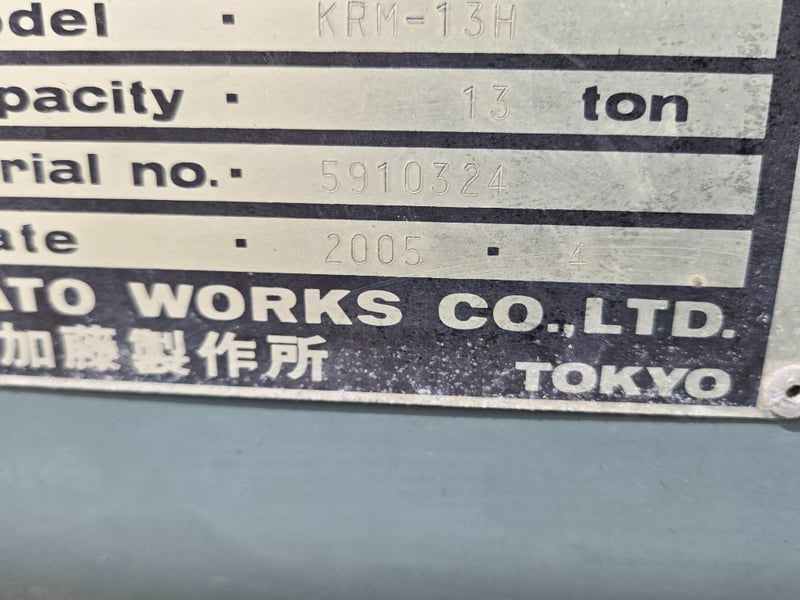 odel · KRM-13H
pacity · 13 ton
rial no. · 5910324
ate · 2005 · 4
ATO WORKS CO.,LTD.
加藤製作所 TOKYO